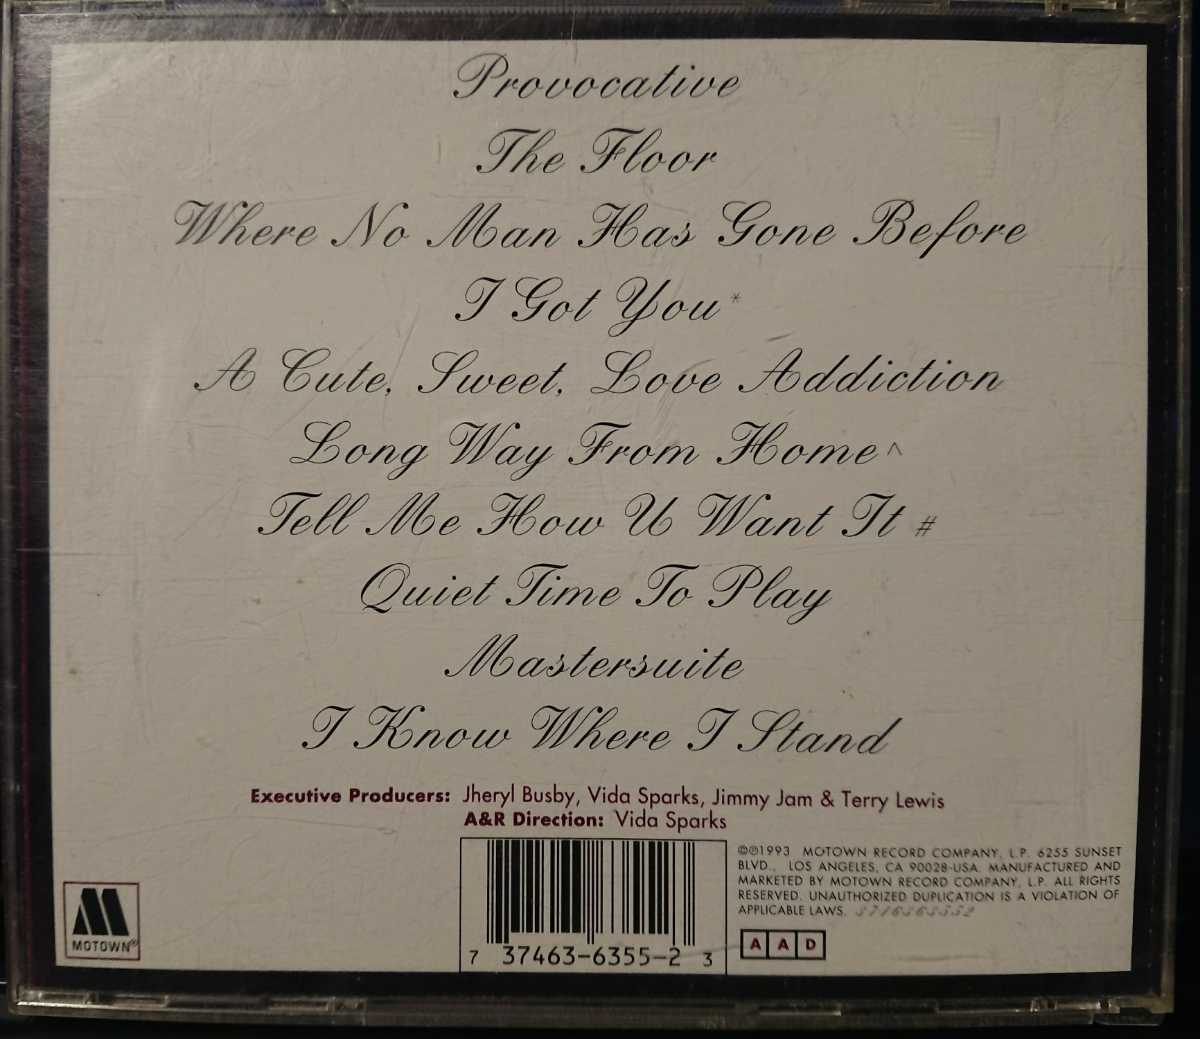 Provocative
The Floor
Where No Man Has Gone Before
I Got You*
A Cute, Sweet, Love Addiction
Long Way From Home^
Tell Me How U Want It #
Quiet Time To Play
Mastersuite
I Know Where I Stand
Executive Producers: Jheryl Busby, Vida Sparks, Jimmy Jam & Terry Lewis
A&R Direction: Vida Sparks
©℗1993 MOTOWN RECORD COMPANY, L.P. 6255 SUNSET
BLVD., LOS ANGELES, CA 90028-USA. MANUFACTURED AND
MARKETED BY MOTOWN RECORD COMPANY, L.P. ALL RIGHTS
RESERVED. UNAUTHORIZED DUPLICATION IS A VIOLATION OF
APPLICABLE LAWS. 3746363552
AAD
MOTOWN®
7 37463-6355-2 3